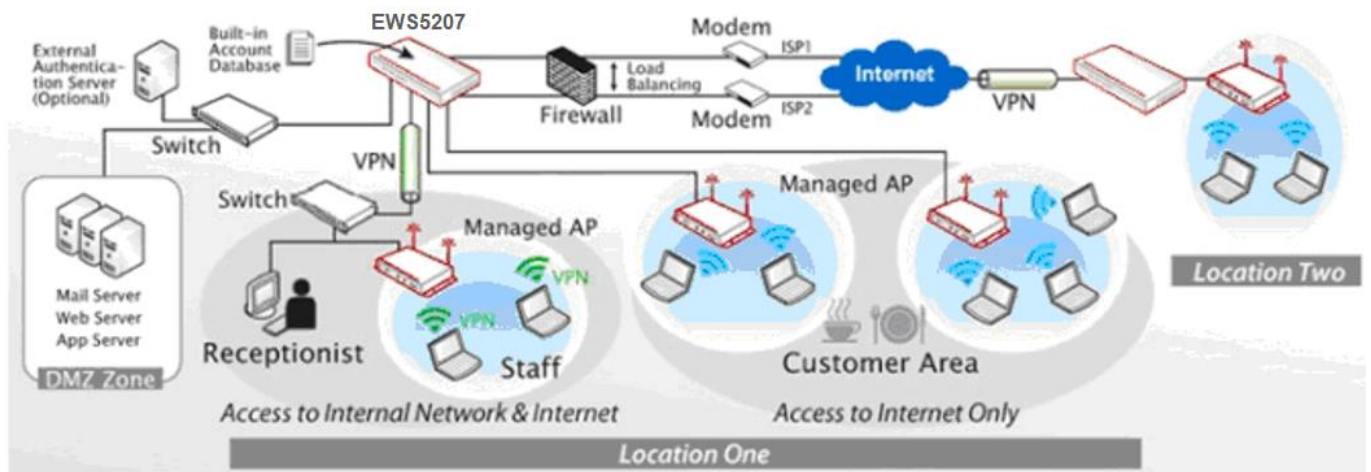 EWS5207
External
Authentica-
tion Server
(Optional)
Built-in
Account
Database
Modem
ISP1
Load
Balancing
Firewall
Modem
ISP2
Internet
VPN
Switch
VPN
Switch
Managed AP
Managed AP
Mail Server
Web Server
App Server
DMZ Zone
Receptionist
VPN
VPN
Staff
Customer Area
Location Two
Access to Internal Network & Internet
Access to Internet Only
Location One